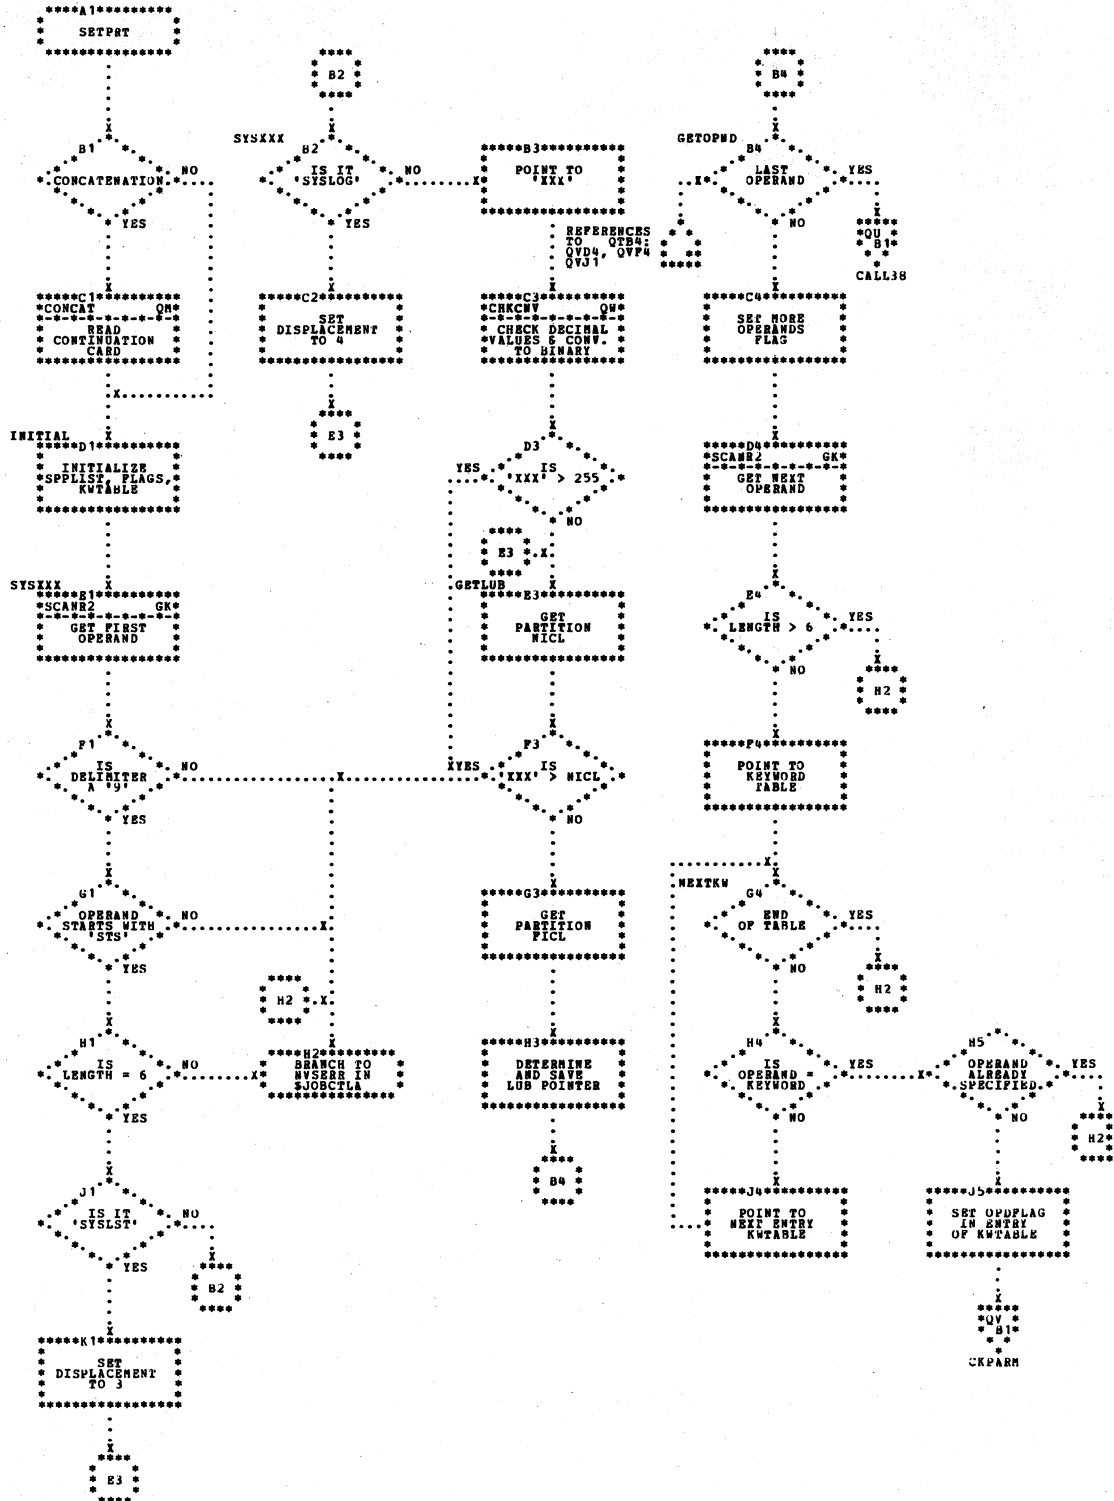 A1
SETPRT
B1
CONCATENATION
NO
YES
C1
CONCAT QM
READ
CONTINUATION
CARD
INITIAL
D1
INITIALIZE
SPPLIST, FLAGS,
KWTABLE
SYSXXX
E1
SCANR2 GK
GET FIRST
OPERAND
F1
IS
DELIMITER
A '9'
NO
YES
G1
OPERAND
STARTS WITH
'STS'
NO
YES
H1
IS
LENGTH = 6
NO
YES
J1
IS IT
'SYSLST'
NO
YES
B2
K1
SET
DISPLACEMENT
TO 3
E3
B2
SYSXXX
B2
IS IT
'SYSLOG'
NO
YES
C2
SET
DISPLACEMENT
TO 4
E3
H2
H2
BRANCH TO
NVSERR IN
$JOBCTLA
B3
POINT TO
'XXX'
REFERENCES
TO QTB4:
QVD4, QVF4
QVJ1
C3
CHKCNV QW
CHECK DECIMAL
VALUES & CONV.
TO BINARY
D3
IS
'XXX' > 255
YES
NO
E3
GETLUB
E3
GET
PARTITION
NICL
F3
IS
'XXX' > NICL
YES
NO
G3
GET
PARTITION
FICL
H3
DETERMINE
AND SAVE
LUB POINTER
B4
B4
GETOPND
B4
LAST
OPERAND
YES
NO
QU
B1
CALL38
C4
SET MORE
OPERANDS
FLAG
D4
SCANR2 GK
GET NEXT
OPERAND
E4
IS
LENGTH > 6
YES
NO
H2
F4
POINT TO
KEYWORD
TABLE
NEXTKW
G4
END
OF TABLE
YES
NO
H2
H4
IS
OPERAND =
KEYWORD
YES
NO
J4
POINT TO
NEXT ENTRY
KWTABLE
H5
OPERAND
ALREADY
SPECIFIED
YES
NO
H2
J5
SET OPDFLAG
IN ENTRY
OF KWTABLE
QV
B1
CKPARM